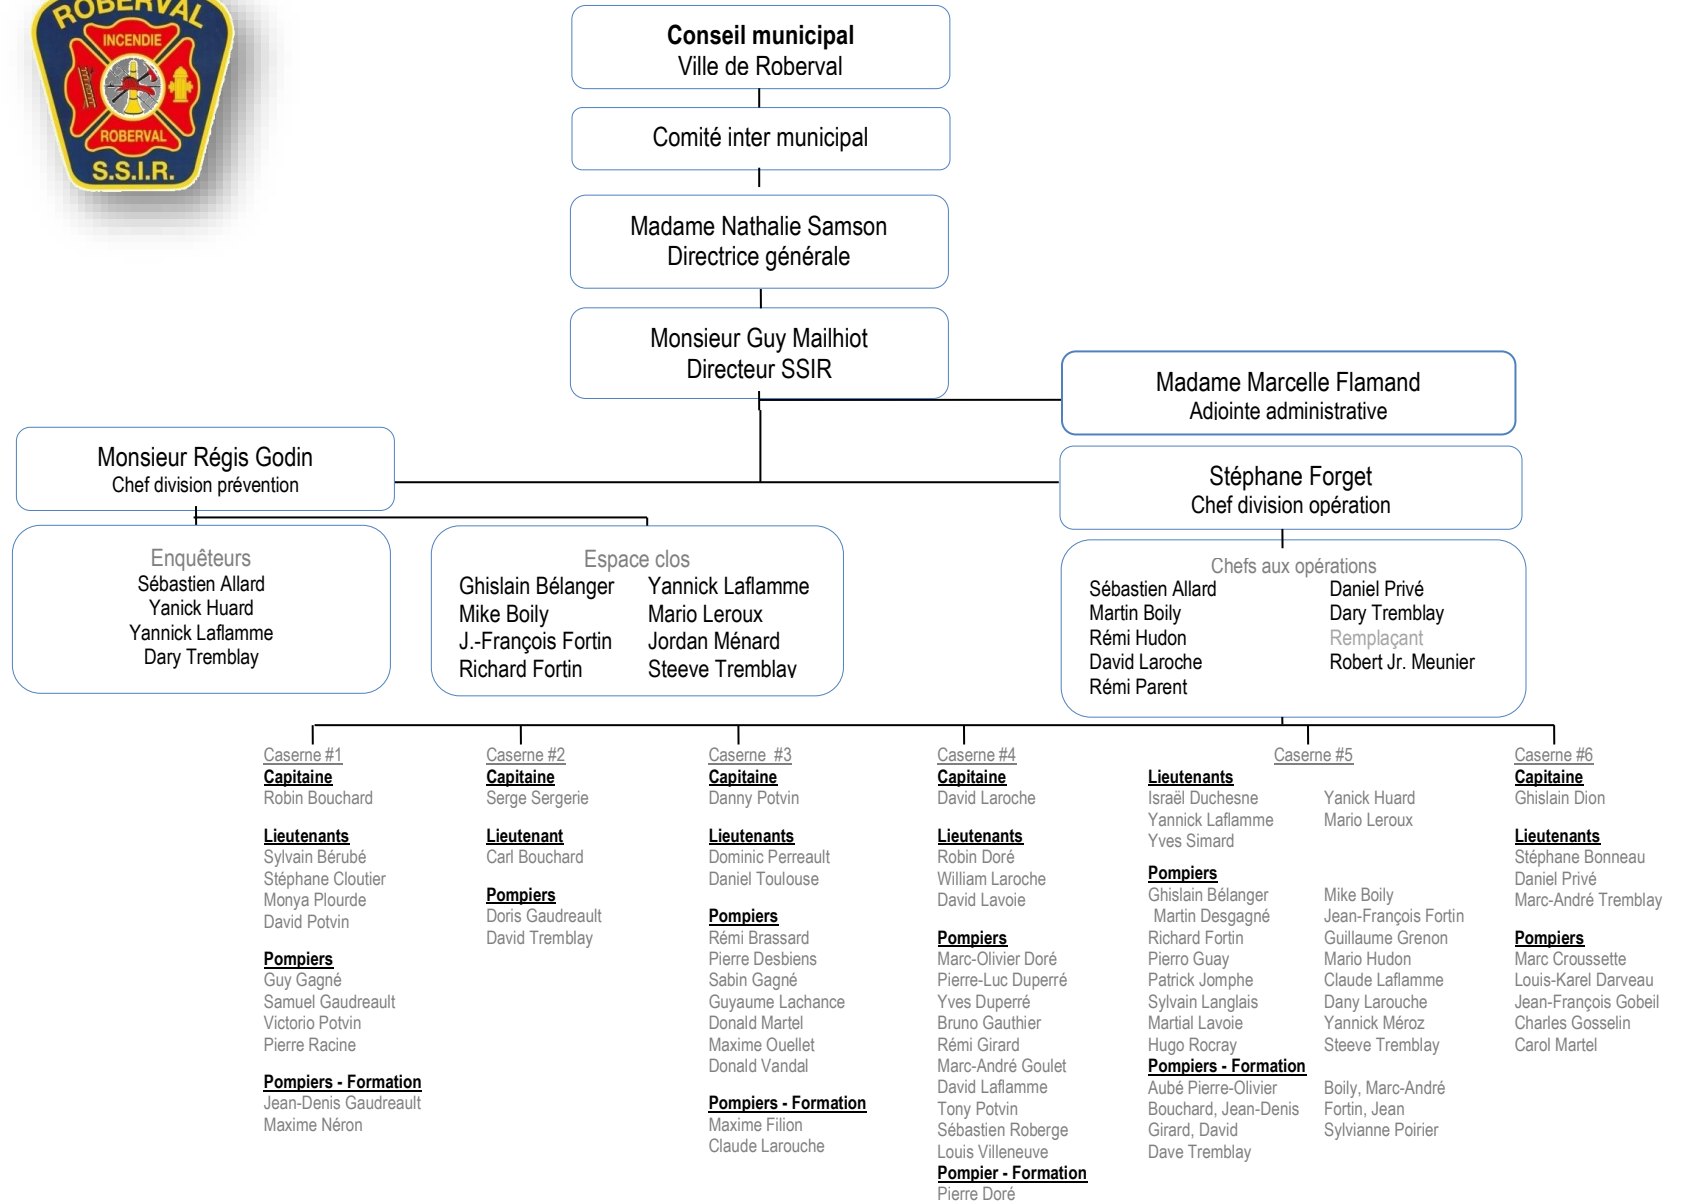 ROBERVAL
INCENDIE
ROBERVAL
S.S.I.R.
Conseil municipal
Ville de Roberval
Comité inter municipal
Madame Nathalie Samson
Directrice générale
Monsieur Guy Mailhiot
Directeur SSIR
Madame Marcelle Flamand
Adjointe administrative
Monsieur Régis Godin
Chef division prévention
Stéphane Forget
Chef division opération
Enquêteurs
Sébastien Allard
Yanick Huard
Yannick Laflamme
Dary Tremblay
Espace clos
Ghislain Bélanger Yannick Laflamme
Mike Boily Mario Leroux
J.-François Fortin Jordan Ménard
Richard Fortin Steeve Tremblay
Chefs aux opérations
Sébastien Allard Daniel Privé
Martin Boily Dary Tremblay
Rémi Hudon Remplaçant
David Laroche Robert Jr. Meunier
Rémi Parent
Caserne #1
Capitaine
Robin Bouchard
Lieutenants
Sylvain Bérubé
Stéphane Cloutier
Monya Plourde
David Potvin
Pompiers
Guy Gagné
Samuel Gaudreault
Victorio Potvin
Pierre Racine
Pompiers - Formation
Jean-Denis Gaudreault
Maxime Néron
Caserne #2
Capitaine
Serge Sergerie
Lieutenant
Carl Bouchard
Pompiers
Doris Gaudreault
David Tremblay
Caserne #3
Capitaine
Danny Potvin
Lieutenants
Dominic Perreault
Daniel Toulouse
Pompiers
Rémi Brassard
Pierre Desbiens
Sabin Gagné
Guyaume Lachance
Donald Martel
Maxime Ouellet
Donald Vandal
Pompiers - Formation
Maxime Filion
Claude Larouche
Caserne #4
Capitaine
David Laroche
Lieutenants
Robin Doré
William Laroche
David Lavoie
Pompiers
Marc-Olivier Doré
Pierre-Luc Duperré
Yves Duperré
Bruno Gauthier
Rémi Girard
Marc-André Goulet
David Laflamme
Tony Potvin
Sébastien Roberge
Louis Villeneuve
Pompier - Formation
Pierre Doré
Caserne #5
Lieutenants
Israël Duchesne Yanick Huard
Yannick Laflamme Mario Leroux
Yves Simard
Pompiers
Ghislain Bélanger Mike Boily
Martin Desgagné Jean-François Fortin
Richard Fortin Guillaume Grenon
Pierro Guay Mario Hudon
Patrick Jomphe Claude Laflamme
Sylvain Langlais Dany Larouche
Martial Lavoie Yannick Méroz
Hugo Rocray Steeve Tremblay
Pompiers - Formation
Aubé Pierre-Olivier Boily, Marc-André
Bouchard, Jean-Denis Fortin, Jean
Girard, David Sylvianne Poirier
Dave Tremblay
Caserne #6
Capitaine
Ghislain Dion
Lieutenants
Stéphane Bonneau
Daniel Privé
Marc-André Tremblay
Pompiers
Marc Croussette
Louis-Karel Darveau
Jean-François Gobeil
Charles Gosselin
Carol Martel